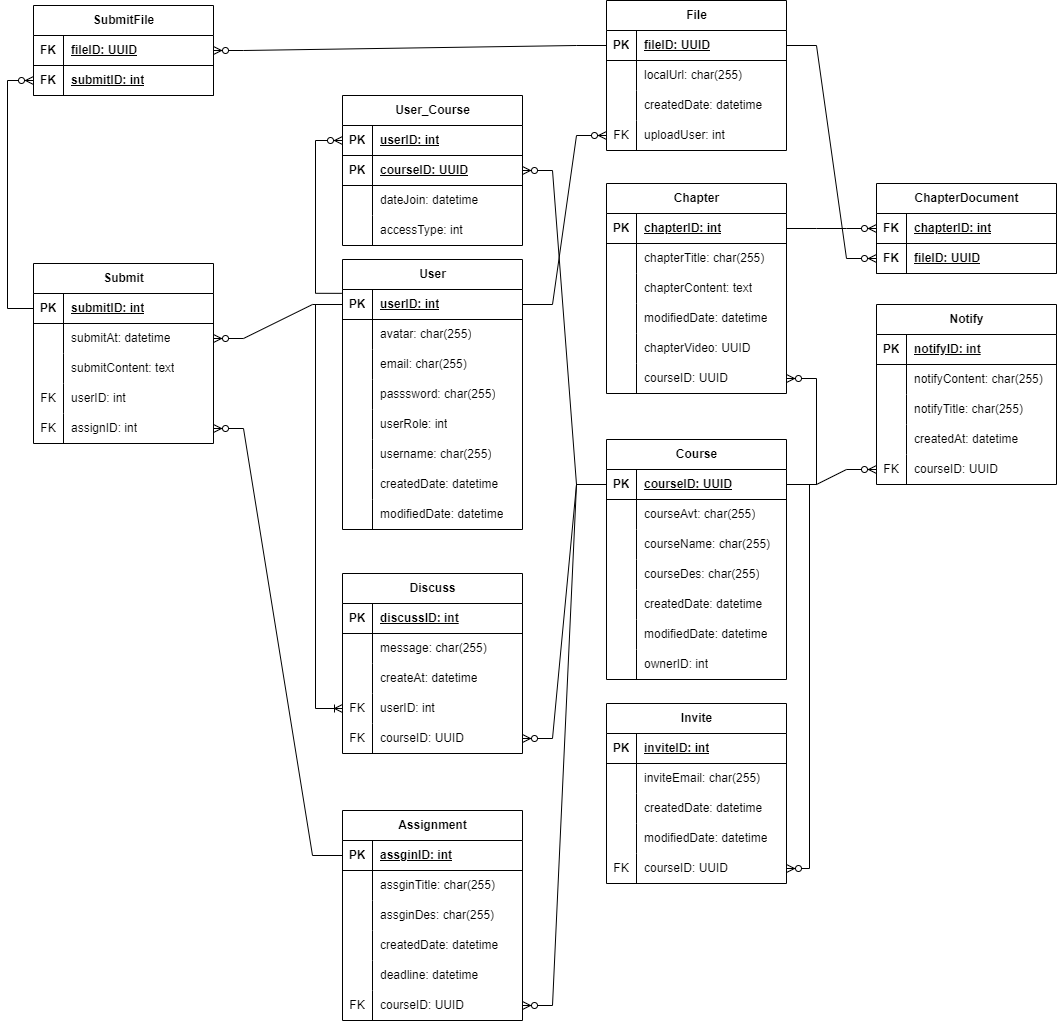 SubmitFile
FK fileID: UUID
FK submitID: int
File
PK fileID: UUID
localUrl: char(255)
createdDate: datetime
FK uploadUser: int
User_Course
PK userID: int
PK courseID: UUID
dateJoin: datetime
accessType: int
Chapter
PK chapterID: int
chapterTitle: char(255)
chapterContent: text
modifiedDate: datetime
chapterVideo: UUID
courseID: UUID
ChapterDocument
FK chapterID: int
FK fileID: UUID
Submit
PK submitID: int
submitAt: datetime
submitContent: text
FK userID: int
FK assignID: int
User
PK userID: int
avatar: char(255)
email: char(255)
passsword: char(255)
userRole: int
username: char(255)
createdDate: datetime
modifiedDate: datetime
Notify
PK notifyID: int
notifyContent: char(255)
notifyTitle: char(255)
createdAt: datetime
FK courseID: UUID
Course
PK courseID: UUID
courseAvt: char(255)
courseName: char(255)
courseDes: char(255)
createdDate: datetime
modifiedDate: datetime
ownerID: int
Discuss
PK discussID: int
message: char(255)
createAt: datetime
FK userID: int
FK courseID: UUID
Invite
PK inviteID: int
inviteEmail: char(255)
createdDate: datetime
modifiedDate: datetime
FK courseID: UUID
Assignment
PK assginID: int
assginTitle: char(255)
assginDes: char(255)
createdDate: datetime
deadline: datetime
FK courseID: UUID